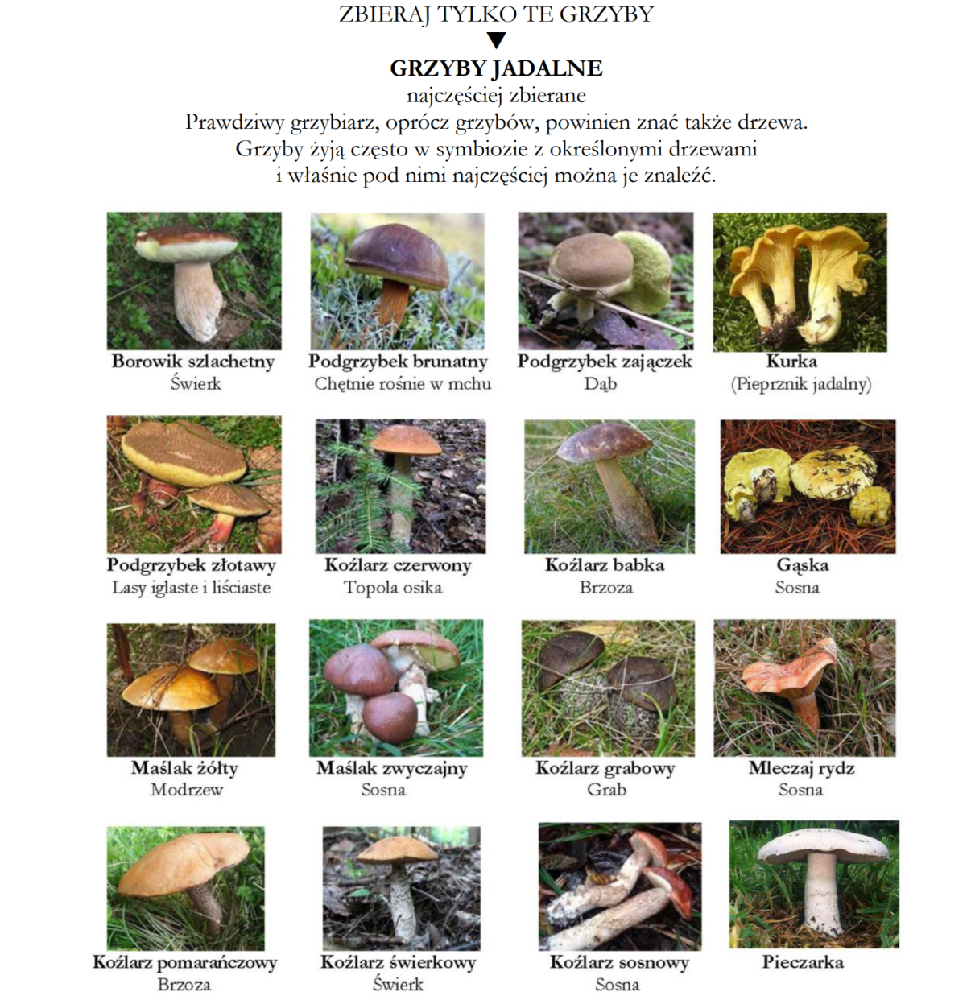 ZBIERAJ TYLKO TE GRZYBY
GRZYBY JADALNE
najczęściej zbierane
Prawdziwy grzybiarz, oprócz grzybów, powinien znać także drzewa.
Grzyby żyją często w symbiozie z określonymi drzewami
i właśnie pod nimi najczęściej można je znaleźć.
Borowik szlachetny
Świerk
Podgrzybek brunatny
Chętnie rośnie w mchu
Podgrzybek zajączek
Dąb
Kurka
(Pieprznik jadalny)
Podgrzybek złotawy
Lasy iglaste i liściaste
Koźlarz czerwony
Topola osika
Koźlarz babka
Brzoza
Gąska
Sosna
Maślak żółty
Modrzew
Maślak zwyczajny
Sosna
Koźlarz grabowy
Grab
Mleczaj rydz
Sosna
Koźlarz pomarańczowy
Brzoza
Koźlarz świerkowy
Świerk
Koźlarz sosnowy
Sosna
Pieczarka